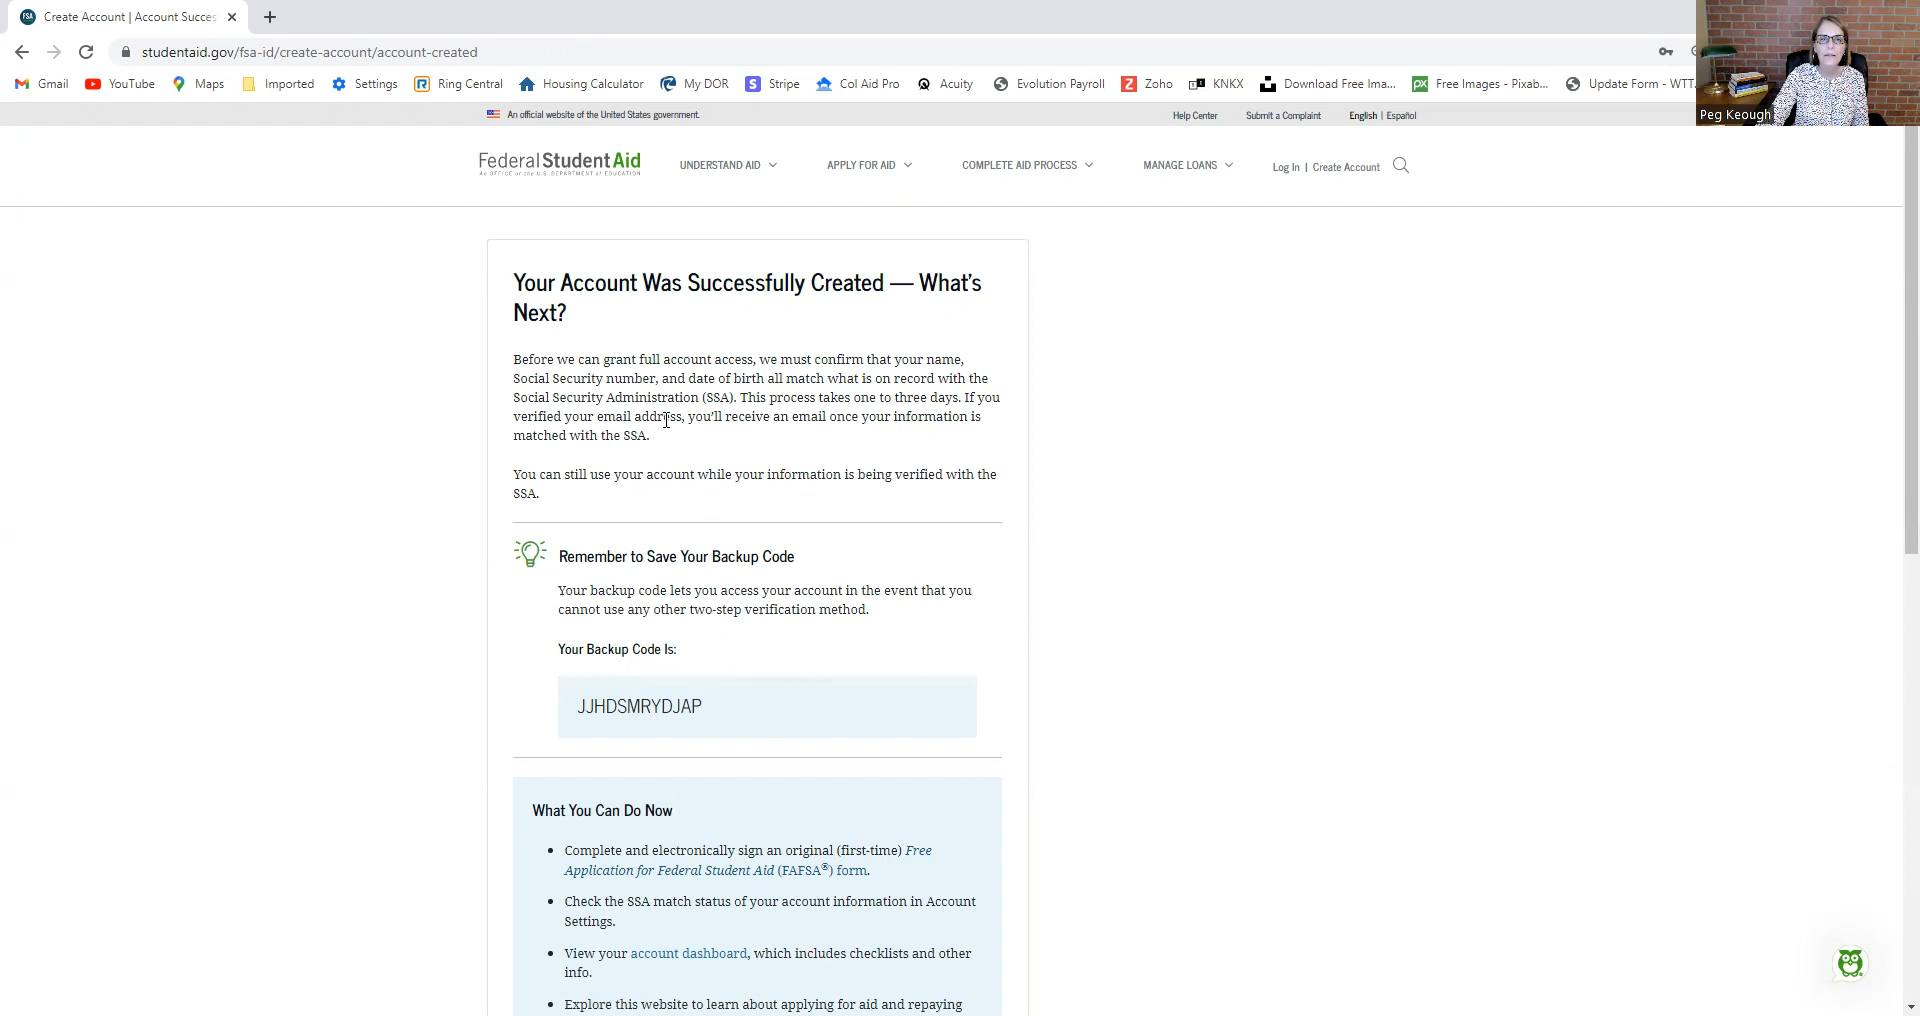 Create Account | Account Succes
studentaid.gov/fsa-id/create-account/account-created
Gmail YouTube Maps Imported Settings Ring Central Housing Calculator My DOR Stripe Col Aid Pro Acuity Evolution Payroll Zoho KNKX Download Free Ima... Free Images - Pixab... Update Form - WTT
Peg Keough
An official website of the United States government.
Help Center Submit a Complaint English | Español
Federal Student Aid
An OFFICE of the U.S. DEPARTMENT of EDUCATION
UNDERSTAND AID APPLY FOR AID COMPLETE AID PROCESS MANAGE LOANS Log In | Create Account
Your Account Was Successfully Created — What's
Next?
Before we can grant full account access, we must confirm that your name,
Social Security number, and date of birth all match what is on record with the
Social Security Administration (SSA). This process takes one to three days. If you
verified your email address, you'll receive an email once your information is
matched with the SSA.
You can still use your account while your information is being verified with the
SSA.
Remember to Save Your Backup Code
Your backup code lets you access your account in the event that you
cannot use any other two-step verification method.
Your Backup Code Is:
JJHDSMRYDJAP
What You Can Do Now
• Complete and electronically sign an original (first-time) Free
Application for Federal Student Aid (FAFSA®) form.
• Check the SSA match status of your account information in Account
Settings.
• View your account dashboard, which includes checklists and other
info.
• Explore this website to learn about applying for aid and repaying